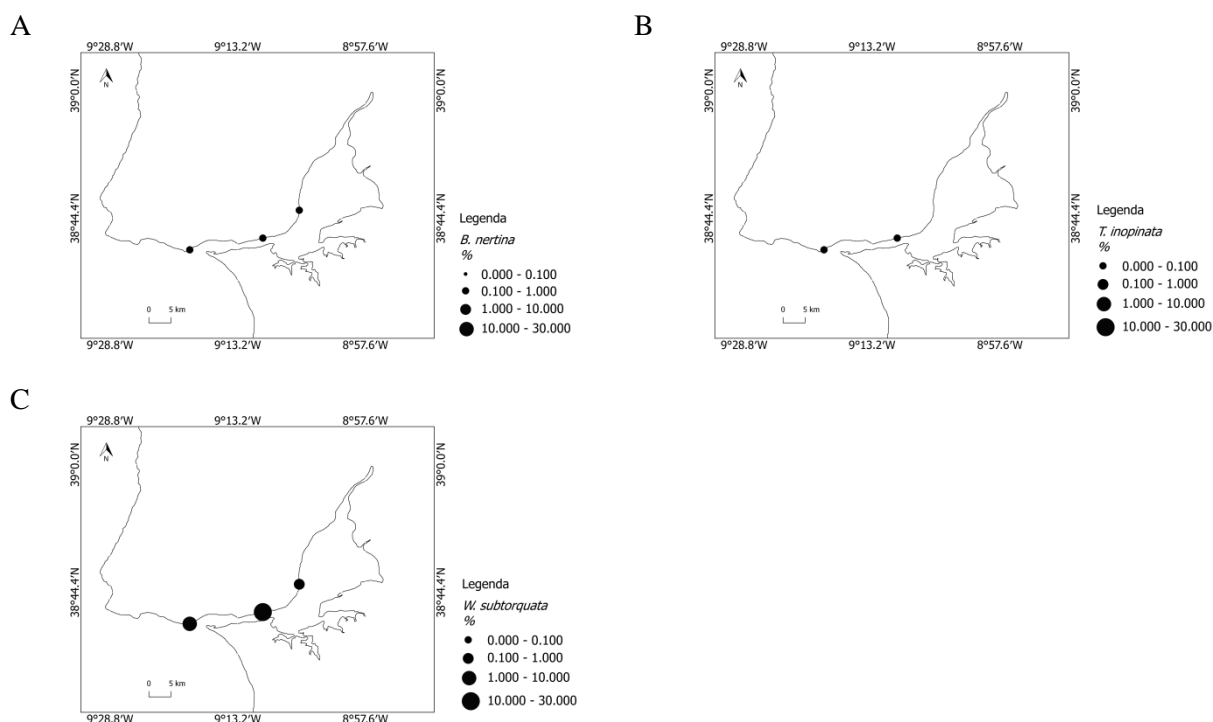 A
9°28.8'W 9°13.2'W 8°57.6'W
N
39°0.0'N 39°0.0'N
38°44.4'N 38°44.4'N
Legenda
B. nertina
%
0.000 - 0.100
0.100 - 1.000
1.000 - 10.000
10.000 - 30.000
0 5 km
9°28.8'W 9°13.2'W 8°57.6'W
B
9°28.8'W 9°13.2'W 8°57.6'W
N
39°0.0'N 39°0.0'N
38°44.4'N 38°44.4'N
Legenda
T. inopinata
%
0.000 - 0.100
0.100 - 1.000
1.000 - 10.000
10.000 - 30.000
0 5 km
9°28.8'W 9°13.2'W 8°57.6'W
C
9°28.8'W 9°13.2'W 8°57.6'W
N
39°0.0'N 39°0.0'N
38°44.4'N 38°44.4'N
Legenda
W. subtorquata
%
0.000 - 0.100
0.100 - 1.000
1.000 - 10.000
10.000 - 30.000
0 5 km
9°28.8'W 9°13.2'W 8°57.6'W